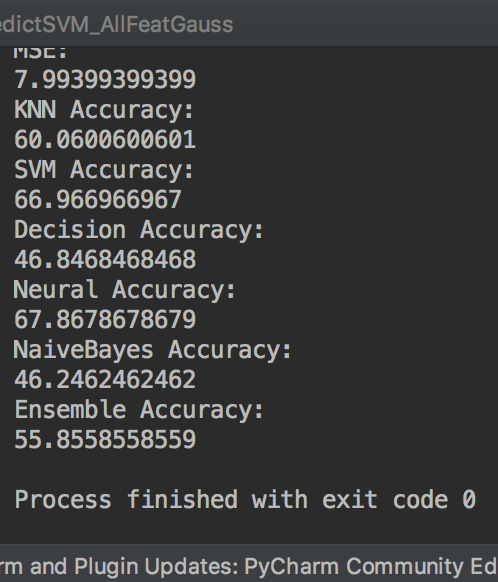 edictSVM_AllFeatGauss
MSE:
7.99399399399
KNN Accuracy:
60.0600600601
SVM Accuracy:
66.966966967
Decision Accuracy:
46.8468468468
Neural Accuracy:
67.8678678679
NaiveBayes Accuracy:
46.2462462462
Ensemble Accuracy:
55.8558558559
Process finished with exit code 0
rm and Plugin Updates: PyCharm Community Ed